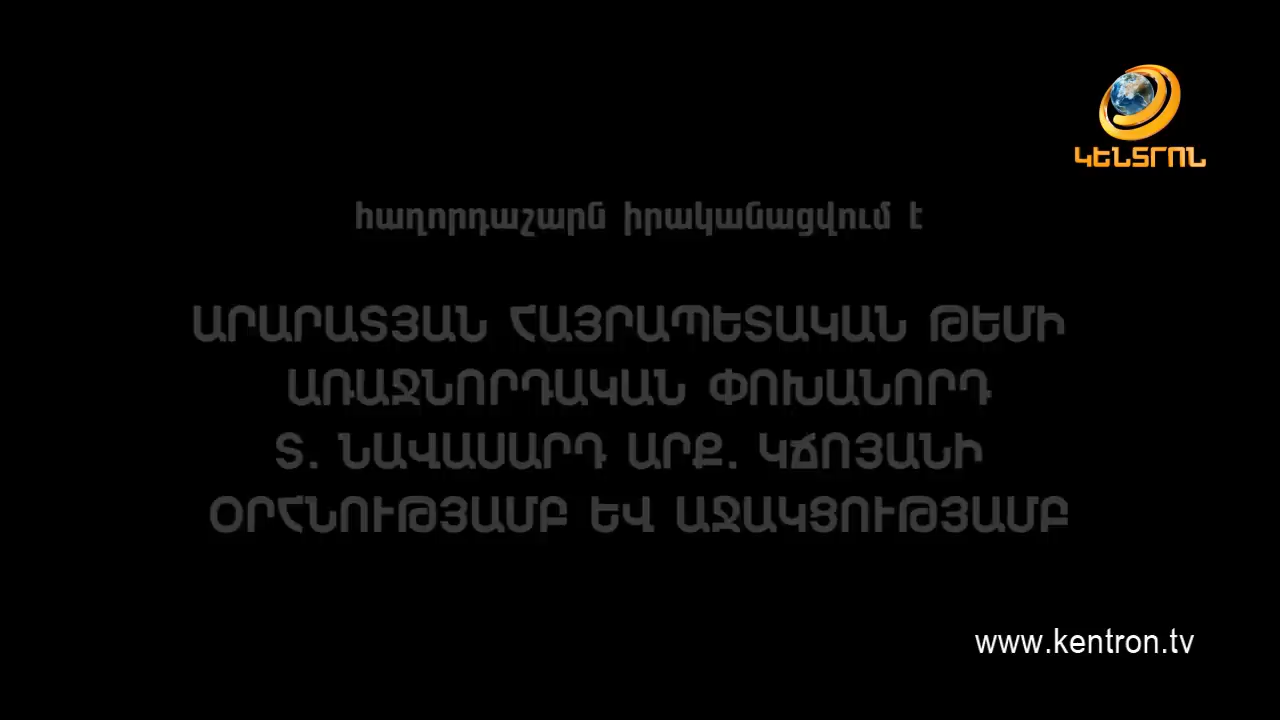 ԿԵՆՏՐՈՆ
հաղորդաշարն իրականացվում է
ԱՐԱՐԱՏՅԱՆ ՀԱՅՐԱՊԵՏԱԿԱՆ ԹԵՄԻ
ԱՌԱՋՆՈՐԴԱԿԱՆ ՓՈԽԱՆՈՐԴ
Տ. ՆԱՎԱՍԱՐԴ ԱՐՔ. ԿՃՈՅԱՆԻ
ՕՐՀՆՈՒԹՅԱՄԲ ԵՎ ԱՋԱԿՑՈՒԹՅԱՄԲ
www.kentron.tv